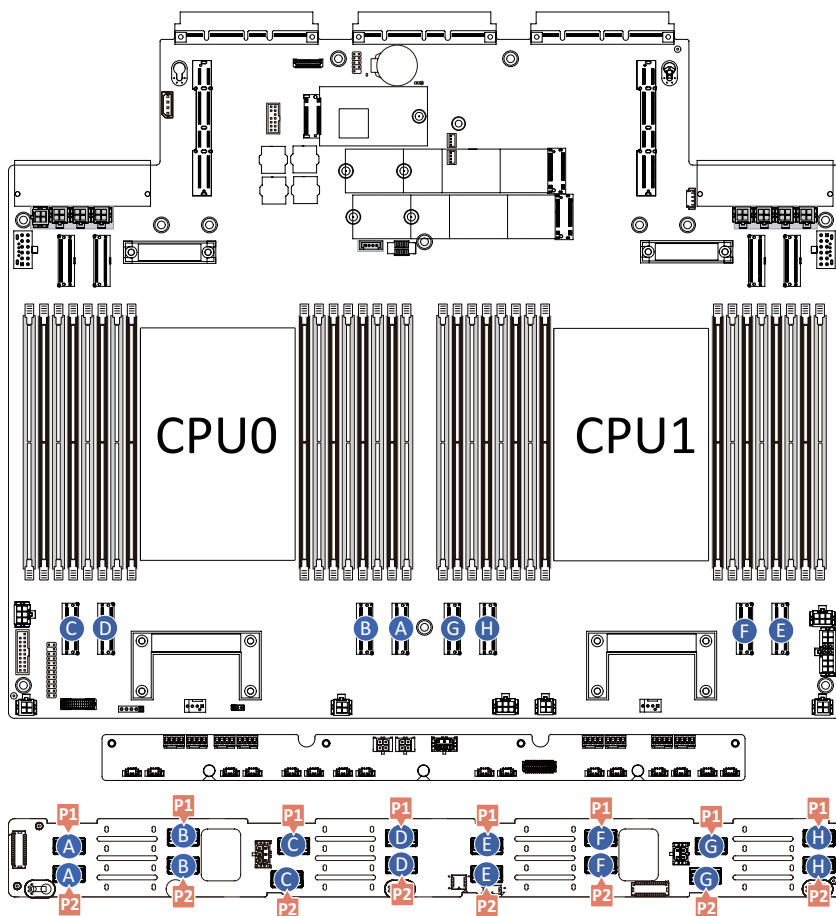 CPU0 CPU1
C D B A G H F E
P1 P1 P1 P1 P1 P1 P1 P1
A B C D E F G H
A B C D E F G H
P2 P2 P2 P2 P2 P2 P2 P2